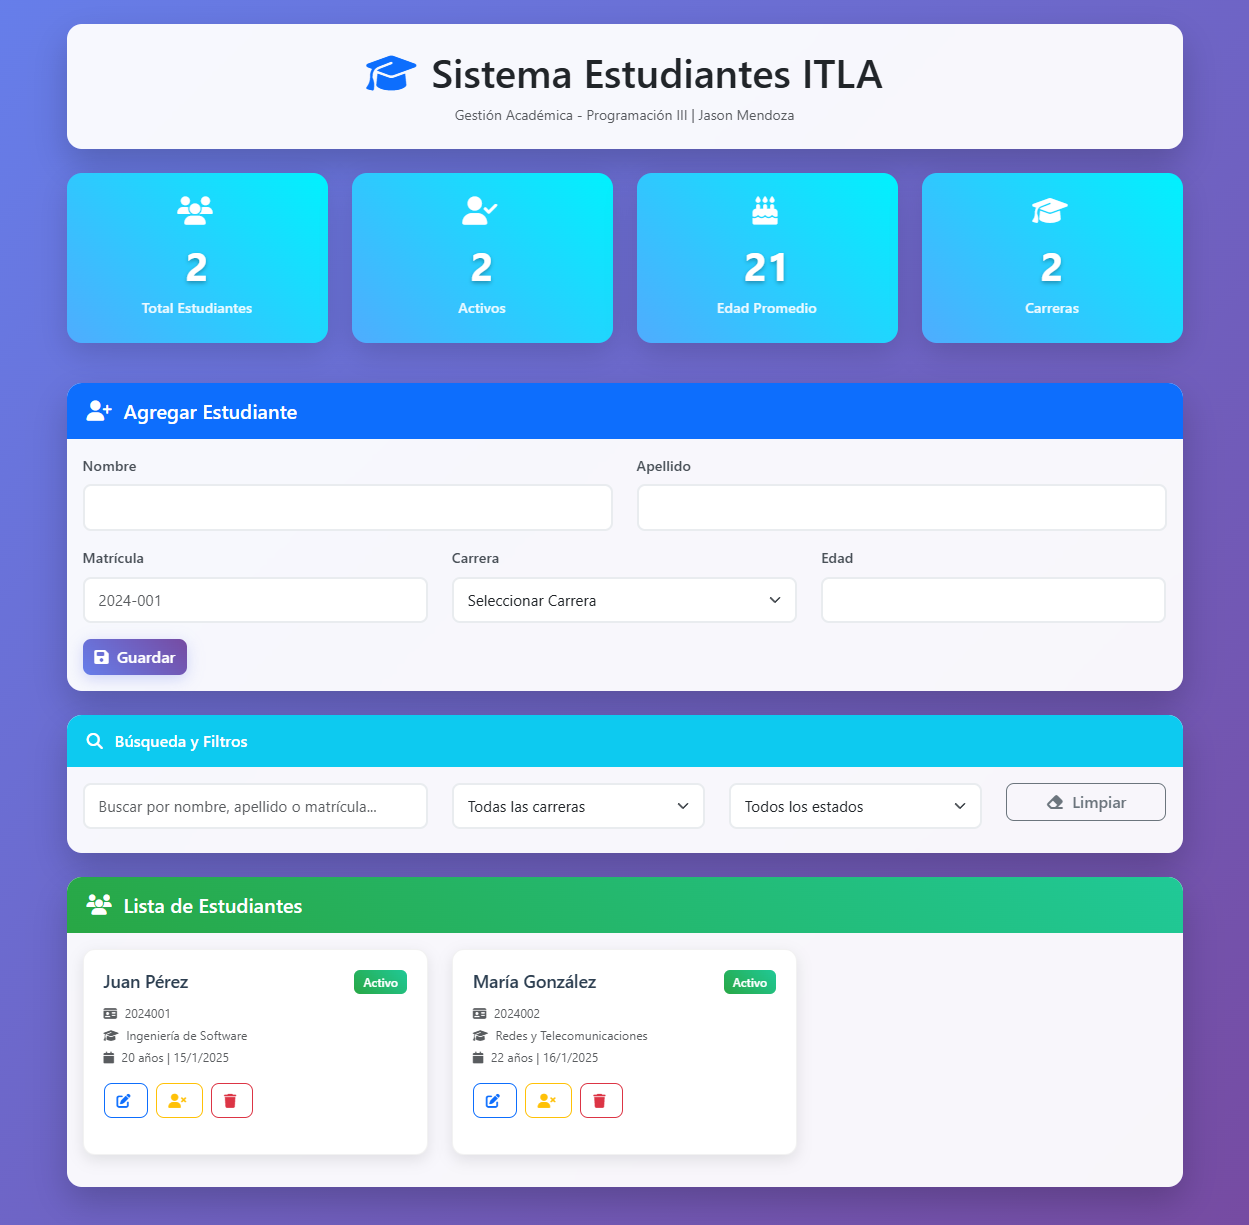 Sistema Estudiantes ITLA
Gestión Académica - Programación III | Jason Mendoza
2
Total Estudiantes
2
Activos
21
Edad Promedio
2
Carreras
Agregar Estudiante
Nombre
Apellido
Matrícula
Carrera
Edad
2024-001
Seleccionar Carrera
Guardar
Búsqueda y Filtros
Buscar por nombre, apellido o matrícula...
Todas las carreras
Todos los estados
Limpiar
Lista de Estudiantes
Juan Pérez
Activo
2024001
Ingeniería de Software
20 años | 15/1/2025
María González
Activo
2024002
Redes y Telecomunicaciones
22 años | 16/1/2025